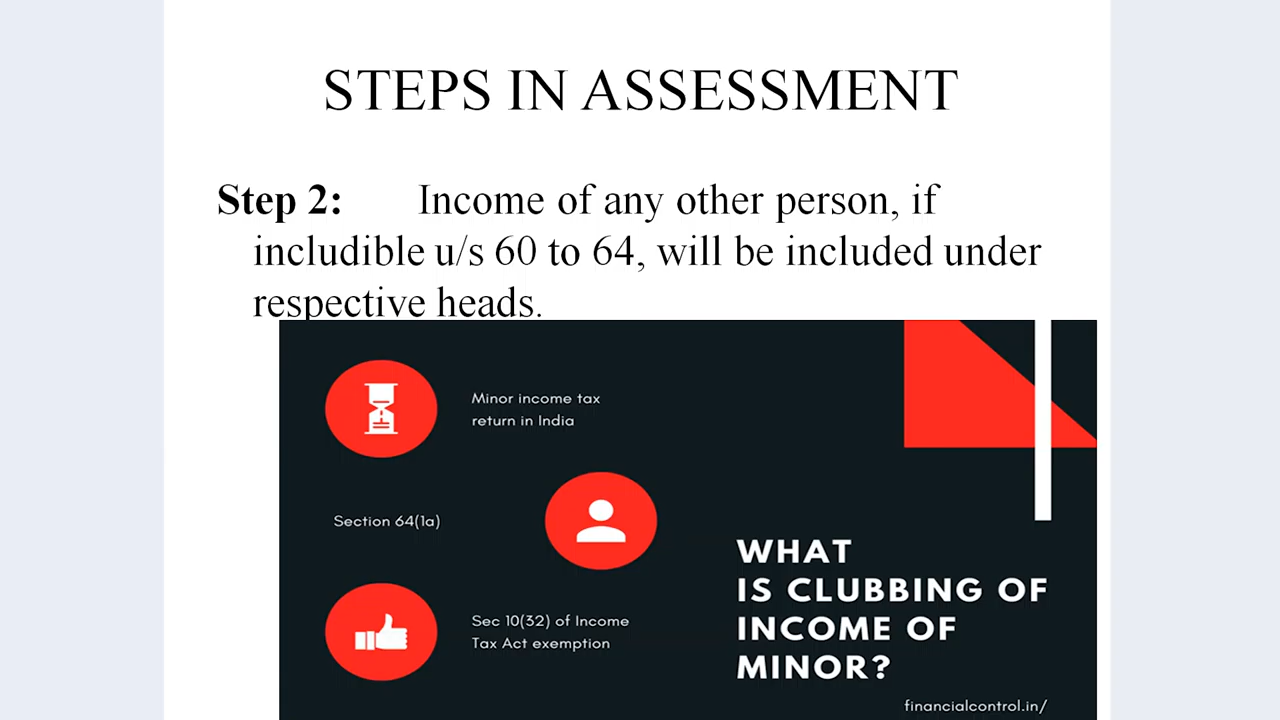 STEPS IN ASSESSMENT
Step 2: Income of any other person, if
includible u/s 60 to 64, will be included under
respective heads.
Minor income tax
return in India
Section 64(1a)
Sec 10(32) of Income
Tax Act exemption
WHAT
IS CLUBBING OF
INCOME OF
MINOR?
financialcontrol.in/